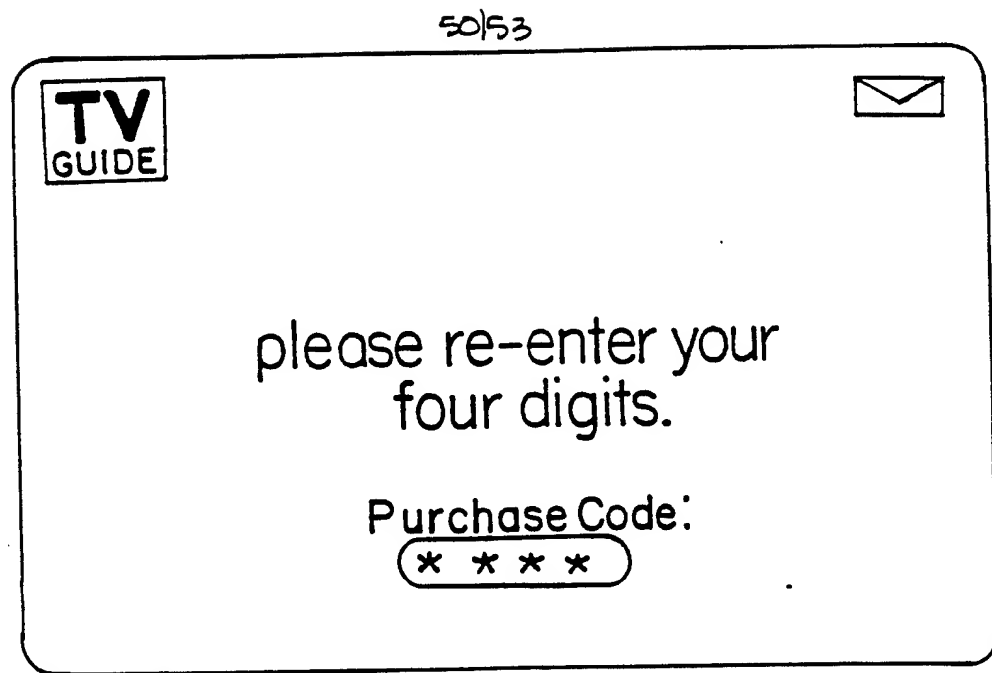 50/53
TV
GUIDE
please re-enter your
four digits.
Purchase Code:
* * * *